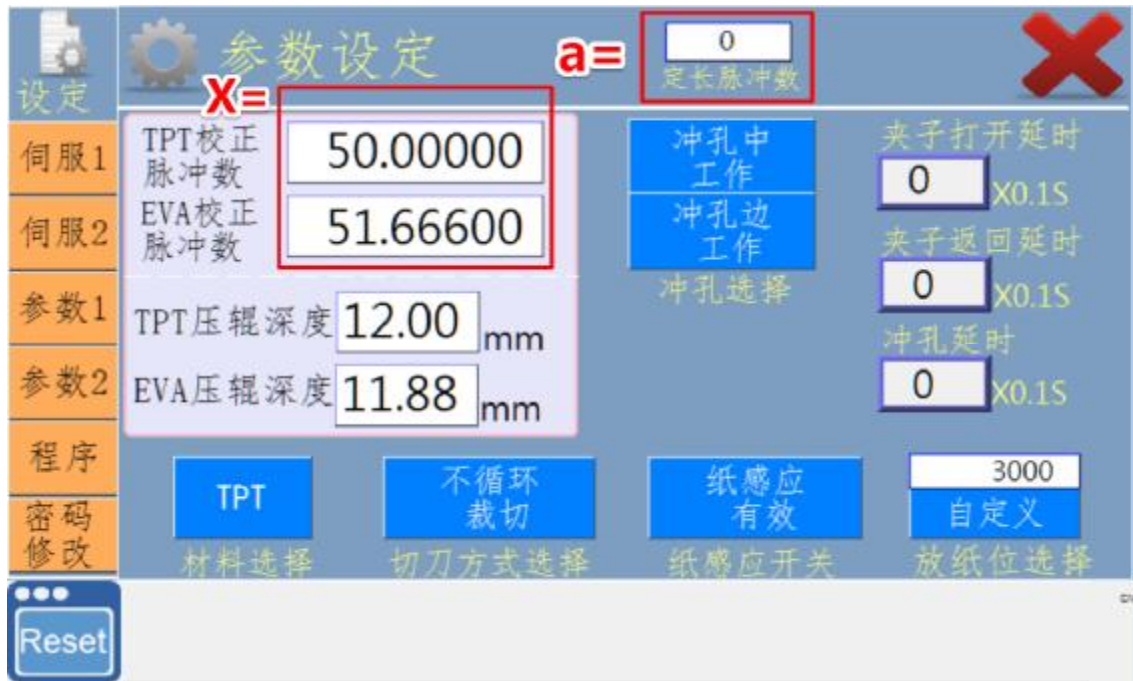 设定
参数设定
a=
0
定长脉冲数
X=
伺服1
伺服2
参数1
参数2
程序
密码
修改
TPT校正
脉冲数
50.00000
EVA校正
脉冲数
51.66600
TPT压辊深度 12.00 mm
EVA压辊深度 11.88 mm
冲孔中
工作
冲孔边
工作
冲孔选择
夹子打开延时
0 X0.1S
夹子返回延时
0 X0.1S
冲孔延时
0 X0.1S
TPT
材料选择
不循环
裁切
切刀方式选择
纸感应
有效
纸感应开关
3000
自定义
放纸位选择
Reset